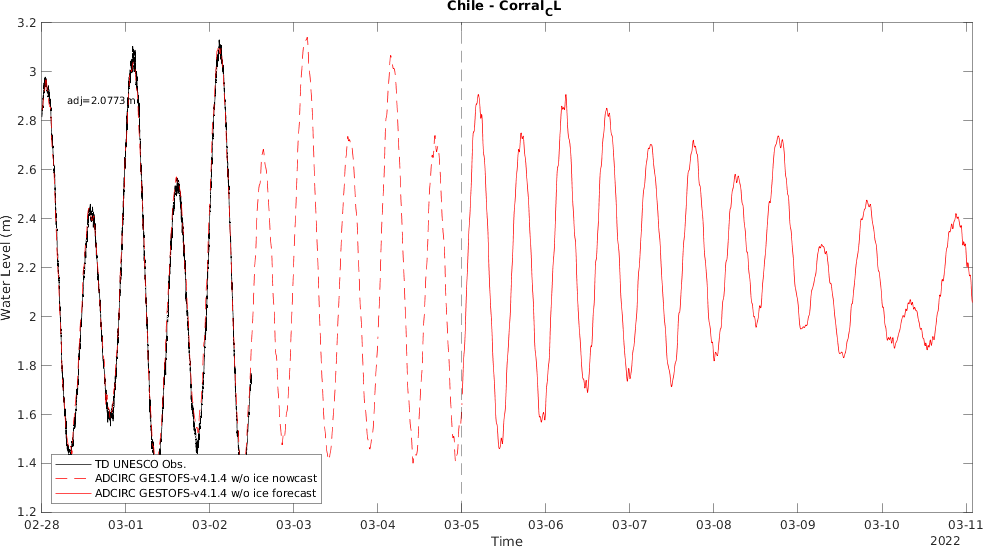 Chile - Corral_CL
3.2
3
2.8
2.6
2.4
2.2
2
1.8
1.6
1.4
1.2
Water Level (m)
adj=2.0773m
TD UNESCO Obs.
ADCIRC GESTOFS-v4.1.4 w/o ice nowcast
ADCIRC GESTOFS-v4.1.4 w/o ice forecast
02-28 03-01 03-02 03-03 03-04 03-05 03-06 03-07 03-08 03-09 03-10 03-11
Time
2022